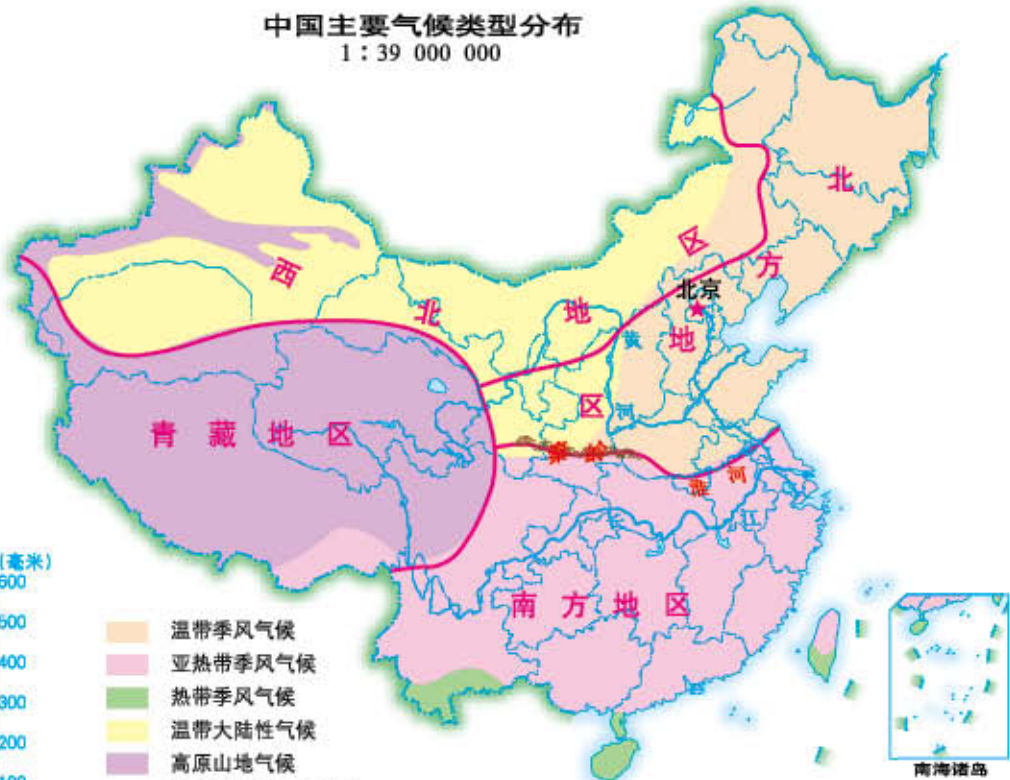 中国主要气候类型分布
1：39 000 000
北
方
地
区
区
地
北
西
北京
黄
河
青藏地区
秦岭
淮河
长
江
南方地区
(毫米)
600
500
400
300
200
100
温带季风气候
亚热带季风气候
热带季风气候
温带大陆性气候
高原山地气候
南海诸岛